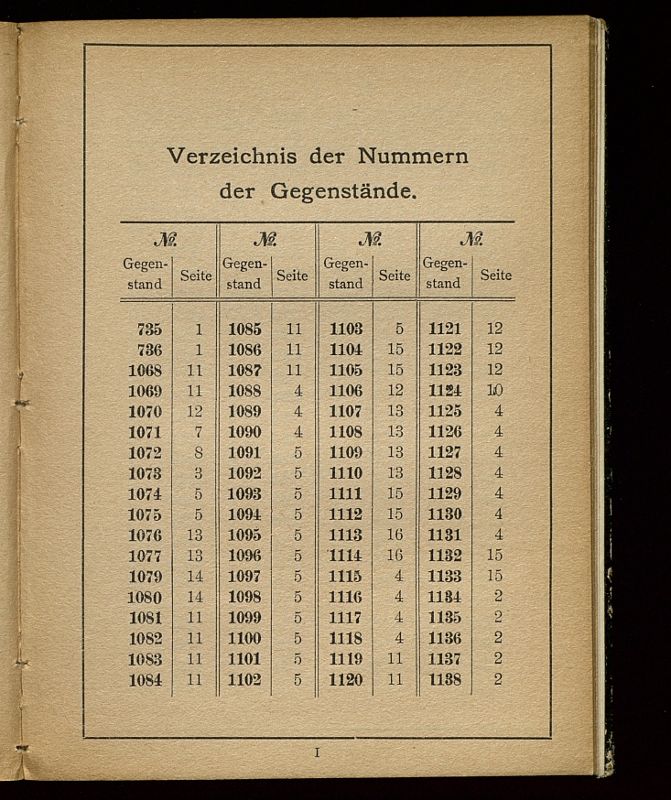 Verzeichnis der Nummern
der Gegenstände.
№. №. №. №.
Gegen-stand Seite Gegen-stand Seite Gegen-stand Seite Gegen-stand Seite
735 1 1085 11 1103 5 1121 12
736 1 1086 11 1104 15 1122 12
1068 11 1087 11 1105 15 1123 12
1069 11 1088 4 1106 12 1124 10
1070 12 1089 4 1107 13 1125 4
1071 7 1090 4 1108 13 1126 4
1072 8 1091 5 1109 13 1127 4
1073 3 1092 5 1110 13 1128 4
1074 5 1093 5 1111 15 1129 4
1075 5 1094 5 1112 15 1130 4
1076 13 1095 5 1113 16 1131 4
1077 13 1096 5 1114 16 1132 15
1079 14 1097 5 1115 4 1133 15
1080 14 1098 5 1116 4 1134 2
1081 11 1099 5 1117 4 1135 2
1082 11 1100 5 1118 4 1136 2
1083 11 1101 5 1119 11 1137 2
1084 11 1102 5 1120 11 1138 2
I